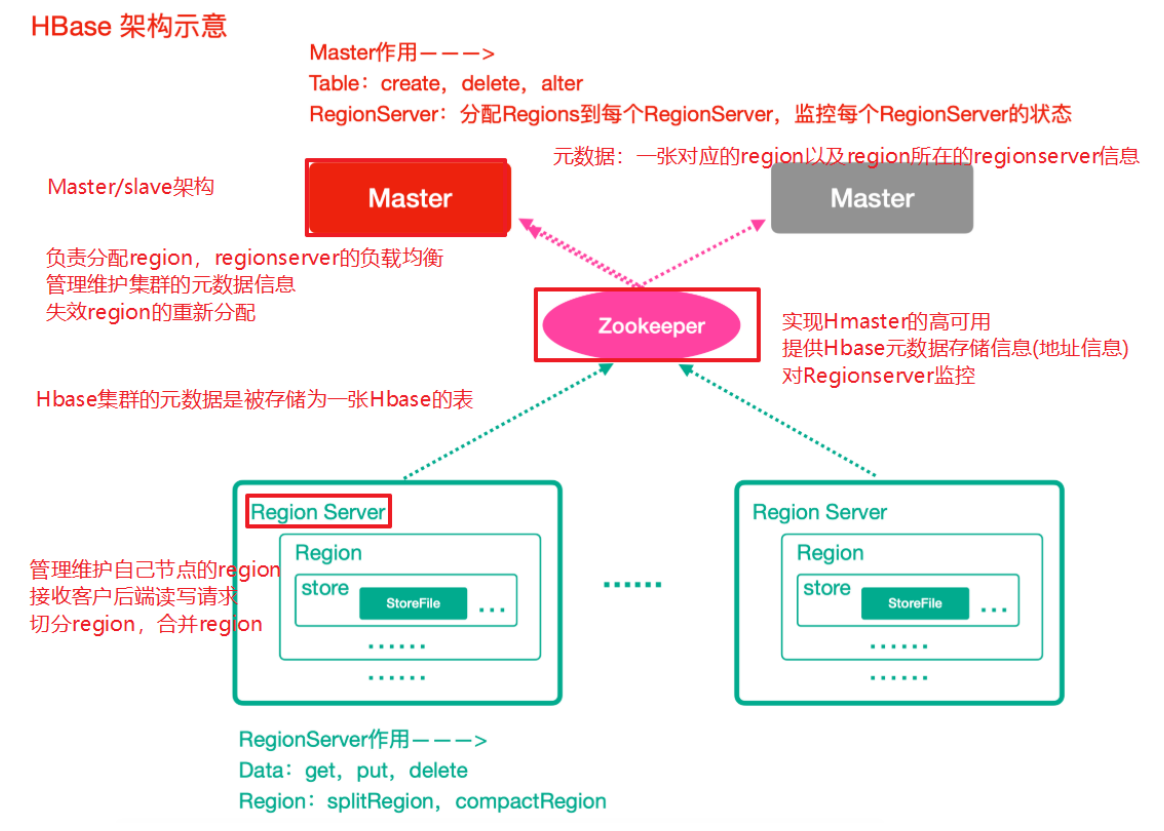 HBase 架构示意
Master作用———>
Table：create，delete，alter
RegionServer：分配Regions到每个RegionServer，监控每个RegionServer的状态
元数据：一张对应的region以及region所在的regionserver信息
Master/slave架构
Master
Master
负责分配region，regionserver的负载均衡
管理维护集群的元数据信息
失效region的重新分配
Zookeeper
实现Hmaster的高可用
提供Hbase元数据存储信息(地址信息)
对Regionserver监控
Hbase集群的元数据是被存储为一张Hbase的表
Region Server
Region
store
StoreFile
...
......
......
管理维护自己节点的region
接收客户后端读写请求
切分region，合并region
......
Region Server
Region
store
StoreFile
...
......
......
RegionServer作用———>
Data：get，put，delete
Region：splitRegion，compactRegion